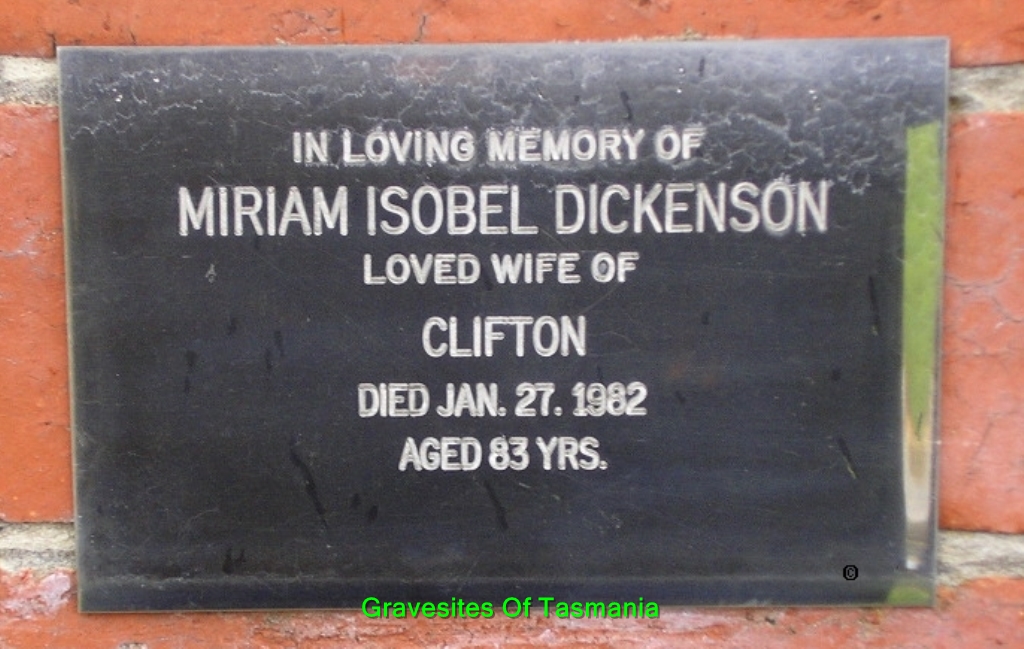 IN LOVING MEMORY OF
MIRIAM ISOBEL DICKENSON
LOVED WIFE OF
CLIFTON
DIED JAN. 27. 1982
AGED 83 YRS.
©
Gravesites Of Tasmania